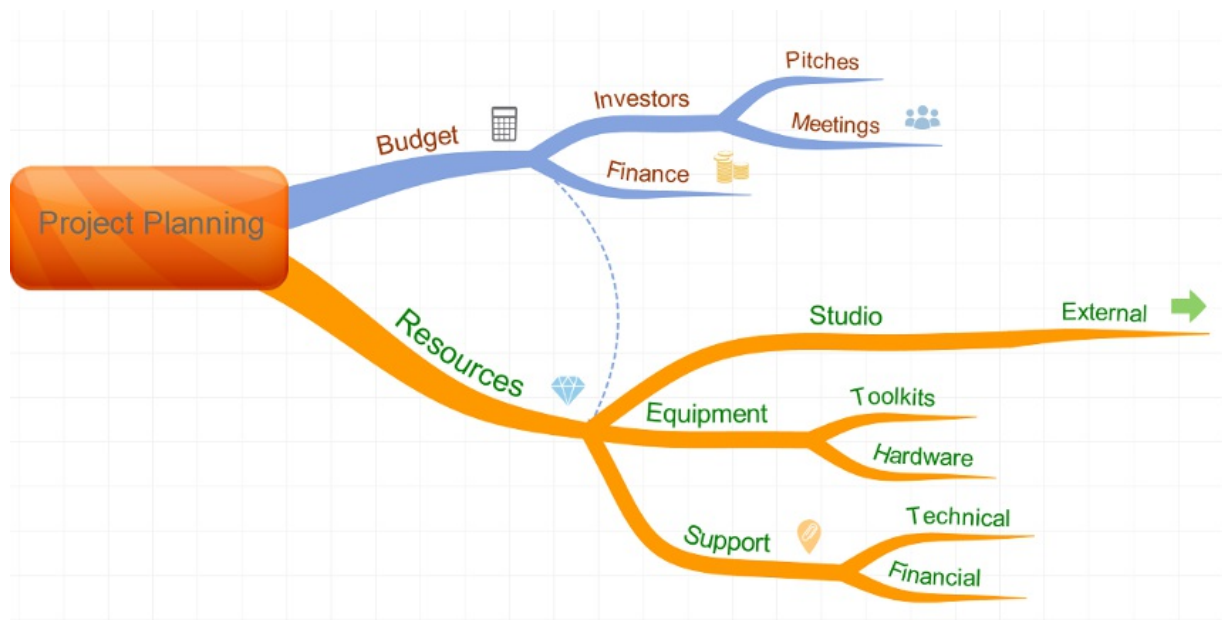 Project Planning
Budget
Investors
Pitches
Meetings
Finance
Resources
Studio
External
Equipment
Toolkits
Hardware
Support
Technical
Financial